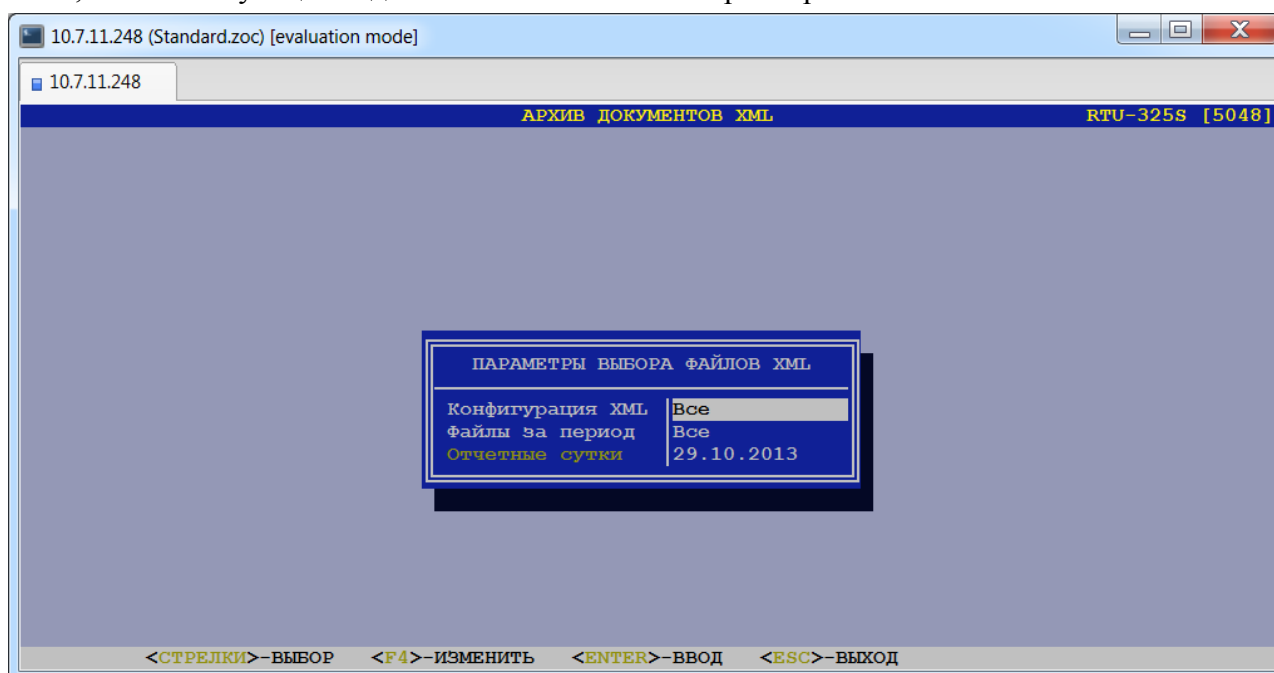 10.7.11.248 (Standard.zoc) [evaluation mode]
10.7.11.248
АРХИВ ДОКУМЕНТОВ XML RTU-325S [5048]
ПАРАМЕТРЫ ВЫБОРА ФАЙЛОВ XML
Конфигурация XML Все
Файлы за период Все
Отчетные сутки 29.10.2013
<СТРЕЛКИ>-ВЫБОР <F4>-ИЗМЕНИТЬ <ENTER>-ВВОД <ESC>-ВЫХОД